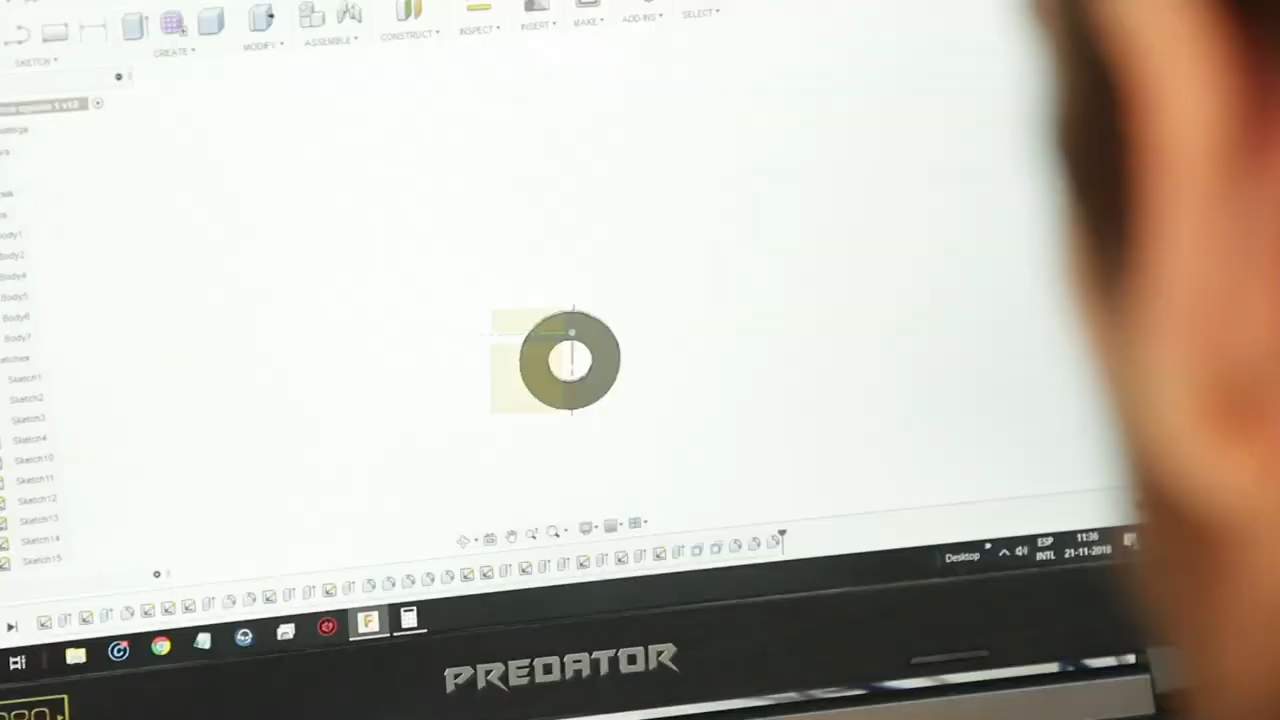 SKETCH
CREATE
MODIFY
ASSEMBLE
CONSTRUCT
INSPECT
INSERT
MAKE
ADD-INS
SELECT
Body1
Body2
Body4
Body5
Body6
Body7
Sketch1
Sketch2
Sketch3
Sketch4
Sketch10
Sketch11
Sketch12
Sketch13
Sketch14
Sketch15
Desktop
ESP
INTL
11:36
21-11-2018
PREDATOR